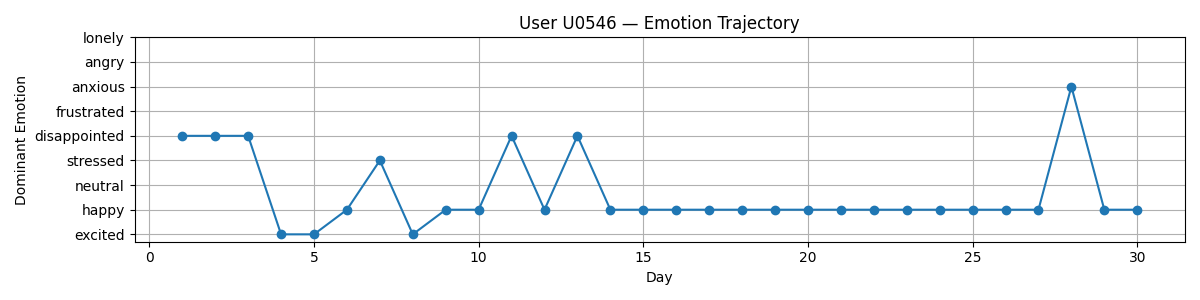 User U0546 — Emotion Trajectory
Dominant Emotion
lonely
angry
anxious
frustrated
disappointed
stressed
neutral
happy
excited
0 5 10 15 20 25 30
Day